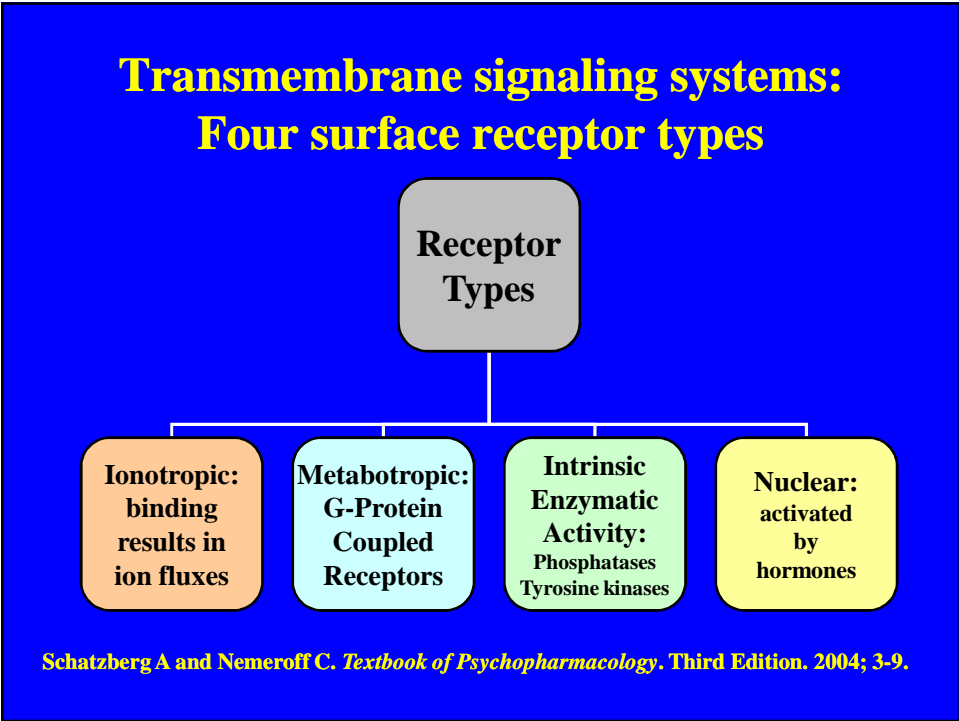 Transmembrane signaling systems:
Four surface receptor types
Receptor
Types
Ionotropic:
binding
results in
ion fluxes
Metabotropic:
G-Protein
Coupled
Receptors
Intrinsic
Enzymatic
Activity:
Phosphatases
Tyrosine kinases
Nuclear:
activated
by
hormones
Schatzberg A and Nemeroff C. Textbook of Psychopharmacology. Third Edition. 2004; 3-9.